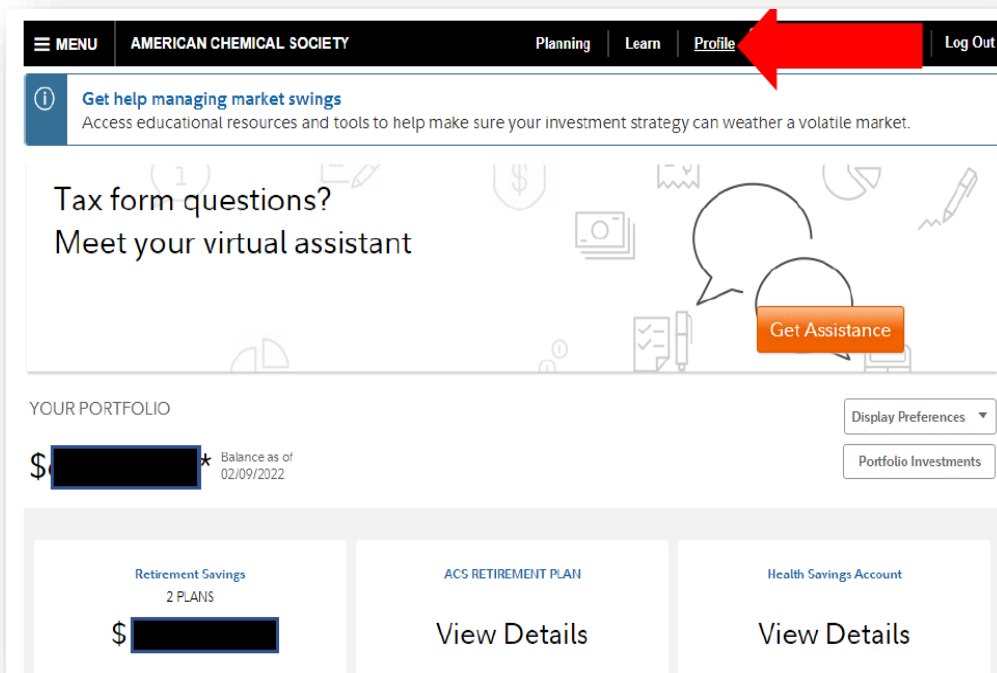 MENU
AMERICAN CHEMICAL SOCIETY
Planning
Learn
Profile
Log Out
Get help managing market swings
Access educational resources and tools to help make sure your investment strategy can weather a volatile market.
Tax form questions?
Meet your virtual assistant
Get Assistance
YOUR PORTFOLIO
Display Preferences
$
* Balance as of
02/09/2022
Portfolio Investments
Retirement Savings
2 PLANS
$
ACS RETIREMENT PLAN
View Details
Health Savings Account
View Details